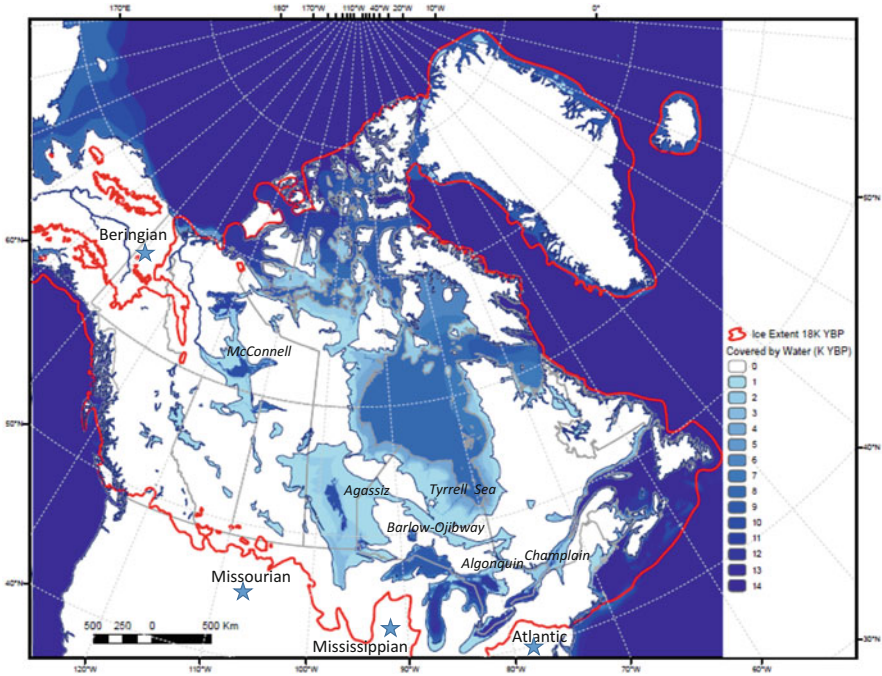 170°E 180° 170°W 110°W 40°W 20°W 10°W 0°
60°N
50°N
40°N
50°N
40°N
30°N
Beringian
McConnell
Agassiz
Tyrrell Sea
Barlow-Ojibway
Algonquin
Champlain
Missourian
Mississippian
Atlantic
500 250 0 500 Km
Ice Extent 18K YBP
Covered by Water (K YBP)
0
1
2
3
4
5
6
7
8
9
10
11
12
13
14
120°W 110°W 100°W 90°W 80°W 70°W 60°W